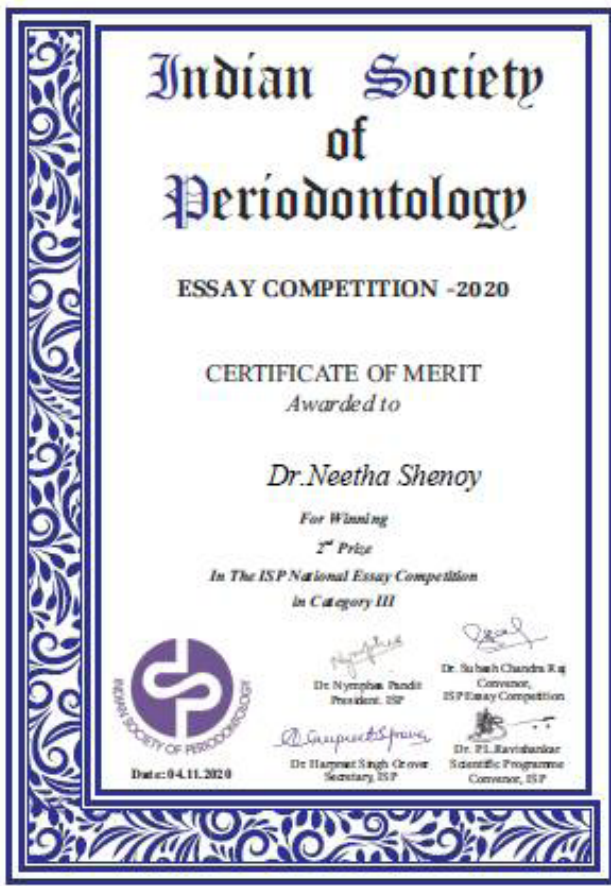 Indian Society
of
Periodontology
ESSAY COMPETITION -2020
CERTIFICATE OF MERIT
Awarded to
Dr.Neetha Shenoy
For Winning
2nd Prize
In The ISP National Essay Competition
in Category III
Nymphea
Dr. Nymphea Pandit
President. ISP
Dr. Subash Chandra Raj
Convenor,
ISP Essay Competition
Dr. Harpreet Singh Grover
Secretary, ISP
Dr. P.L.Ravishankar
Scientific Programme
Convenor, ISP
INDIAN SOCIETY OF PERIODONTOLOGY
Date: 04.11.2020